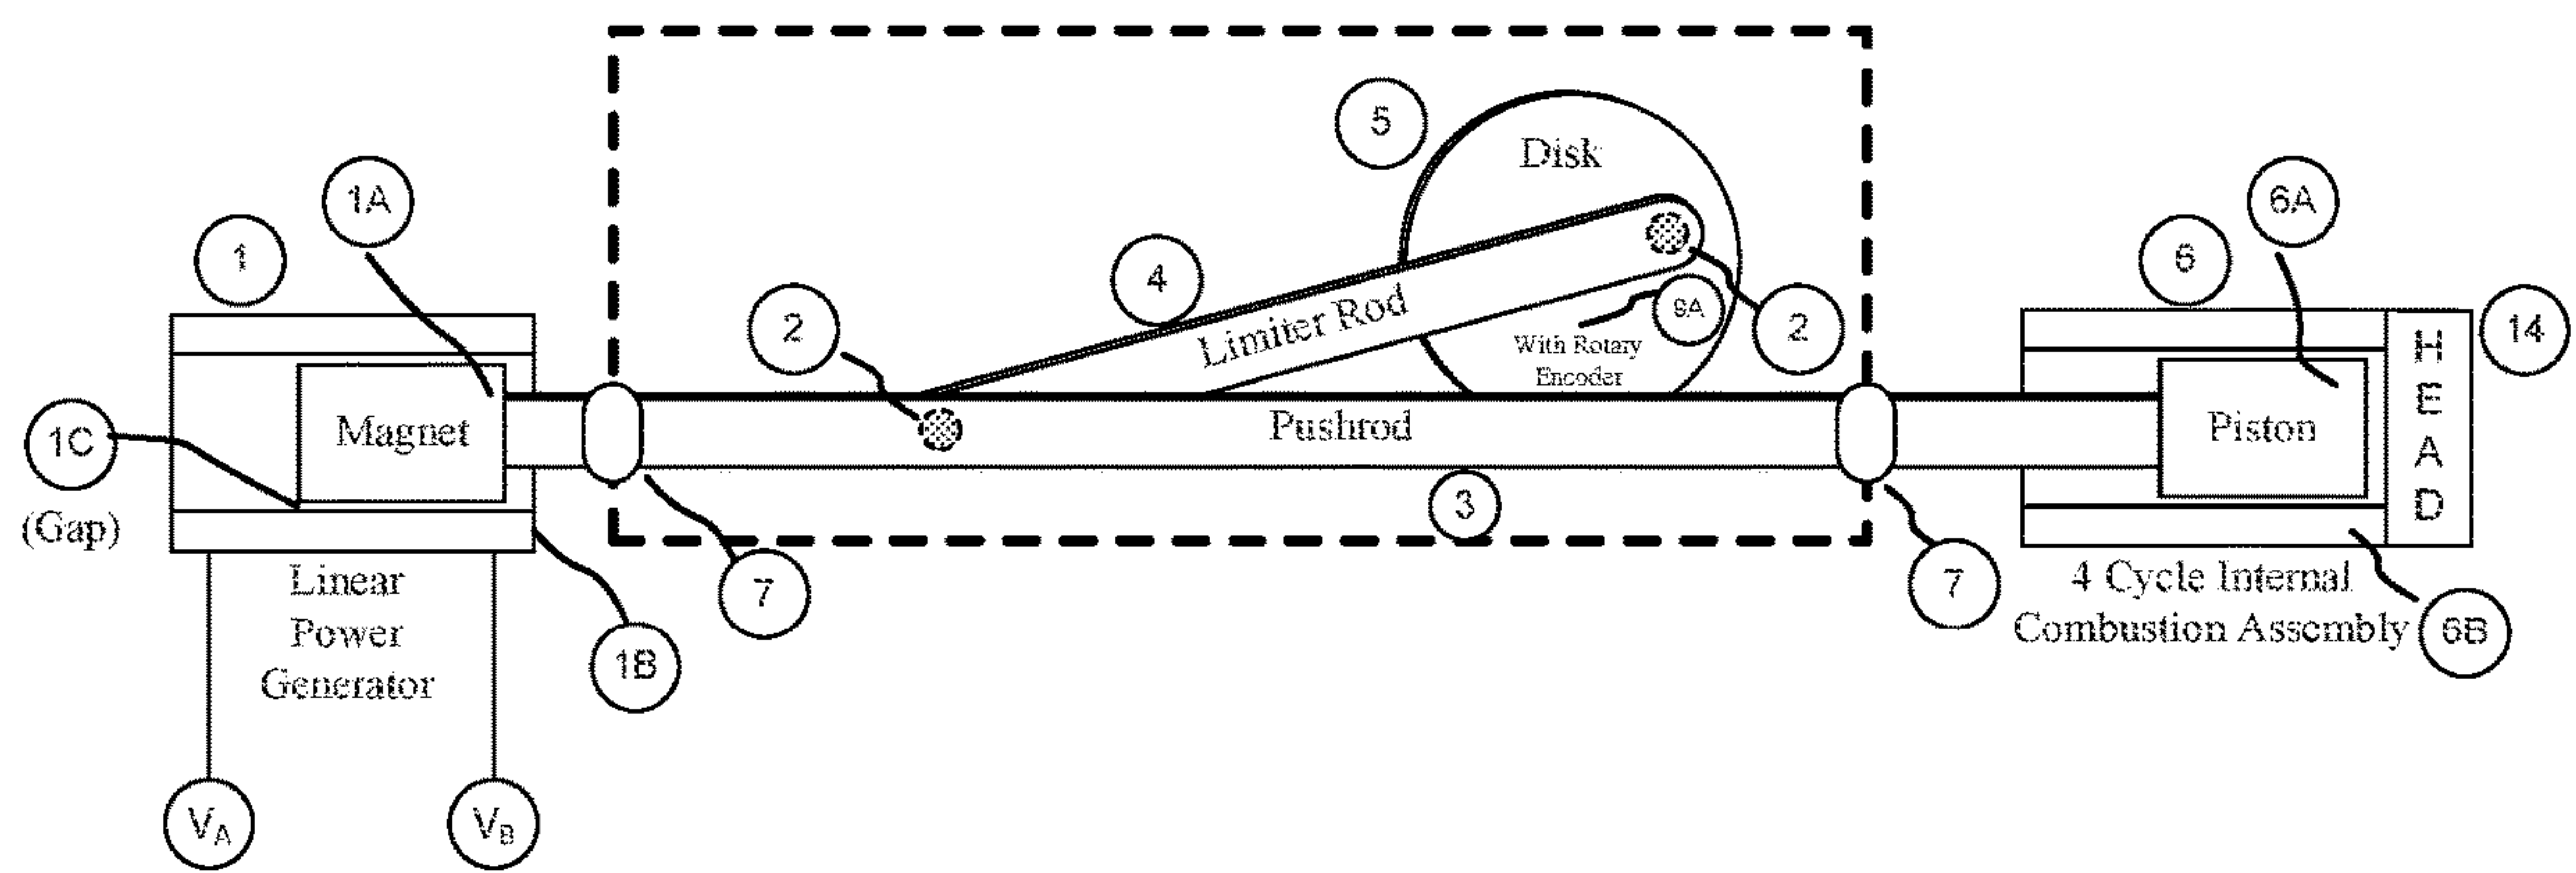 5
Disk
1A
6A
1
4
6
2
Limiter Rod
9A
2
14
With Rotary
Encoder
1C
(Gap)
Magnet
Pushrod
Piston
H
E
A
D
3
7
7
Linear
Power
Generator
1B
4 Cycle Internal
Combustion Assembly
6B
VA
VB